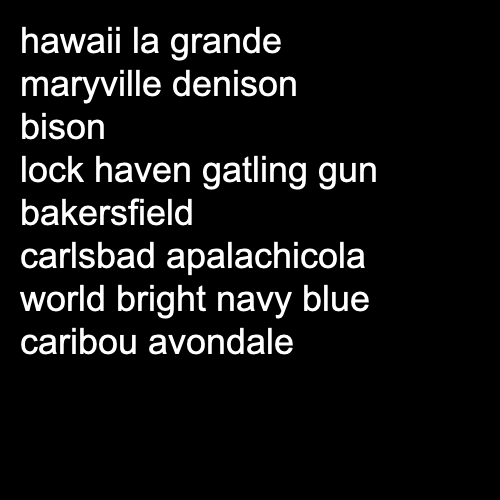 hawaii la grande
maryville denison
bison
lock haven gatling gun
bakersfield
carlsbad apalachicola
world bright navy blue
caribou avondale